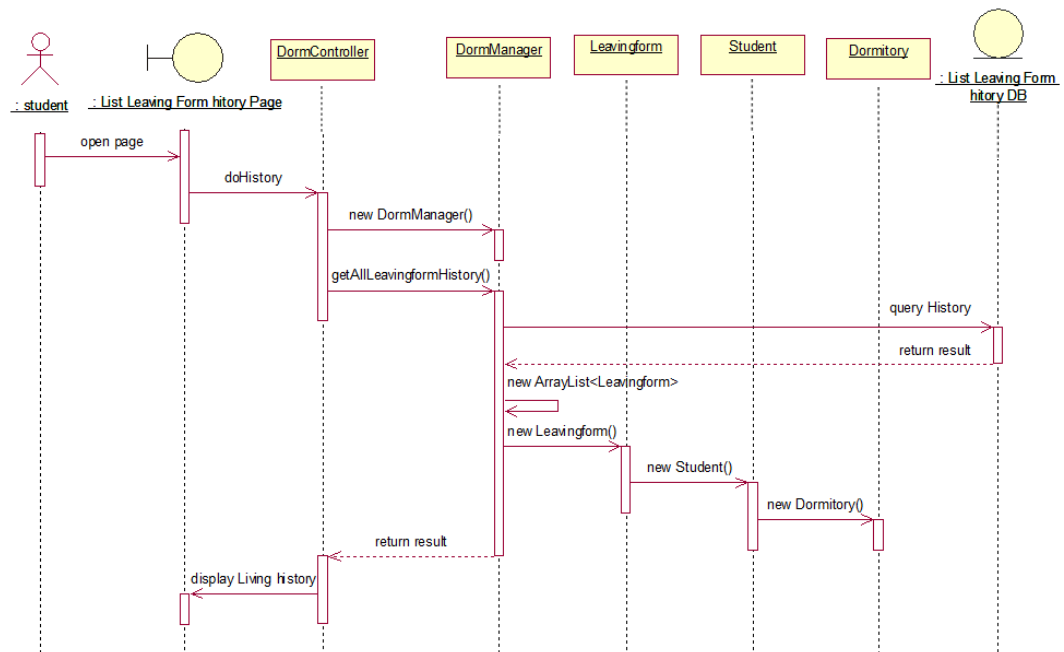 DormController
DormManager
Leavingform
Student
Dormitory
: student
: List Leaving Form hitory Page
: List Leaving Form
hitory DB
open page
doHistory
new DormManager()
getAllLeavingformHistory()
query History
return result
new ArrayList<Leavingform>
new Leavingform()
new Student()
new Dormitory()
return result
display Living history